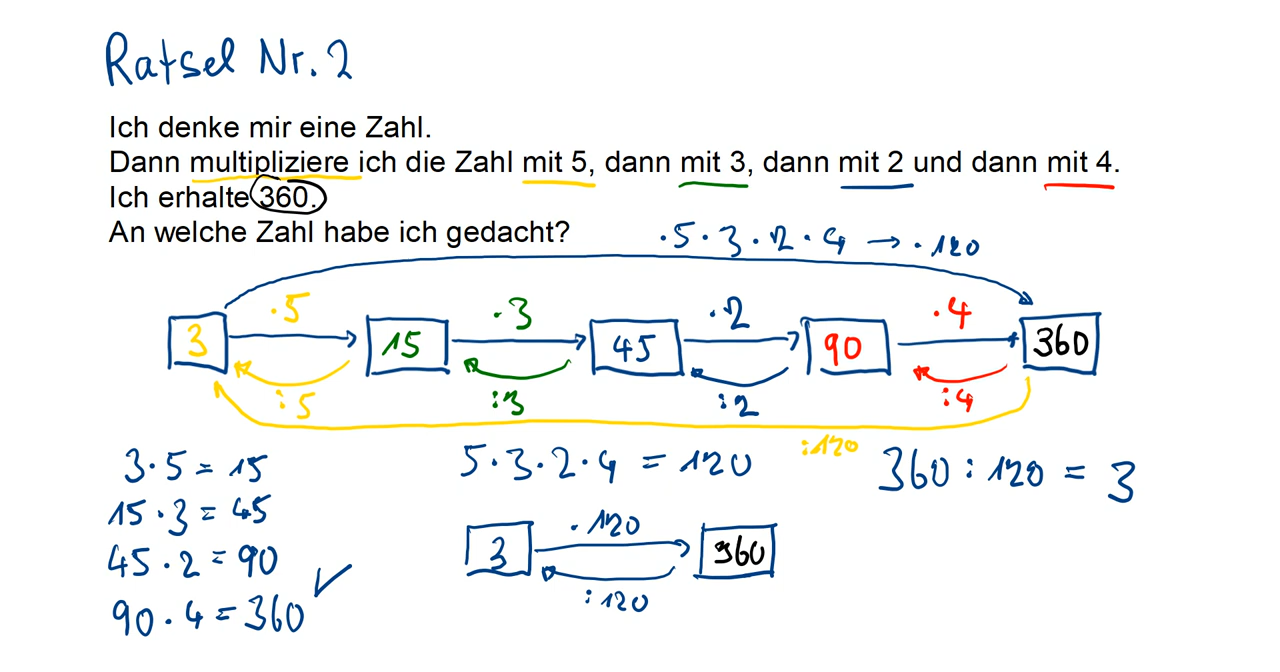 Ratsel Nr. 2
Ich denke mir eine Zahl.
Dann multipliziere ich die Zahl mit 5, dann mit 3, dann mit 2 und dann mit 4.
Ich erhalte 360.
An welche Zahl habe ich gedacht?
·5·3·2·4 → ·120
·5 ·3 ·2 ·4
3 15 45 90 360
:5 :3 :2 :4
:120
3·5=15
5·3·2·4 = 120
360:120 = 3
15·3=45
45·2=90
90·4=360 ✓
·120
3 360
:120